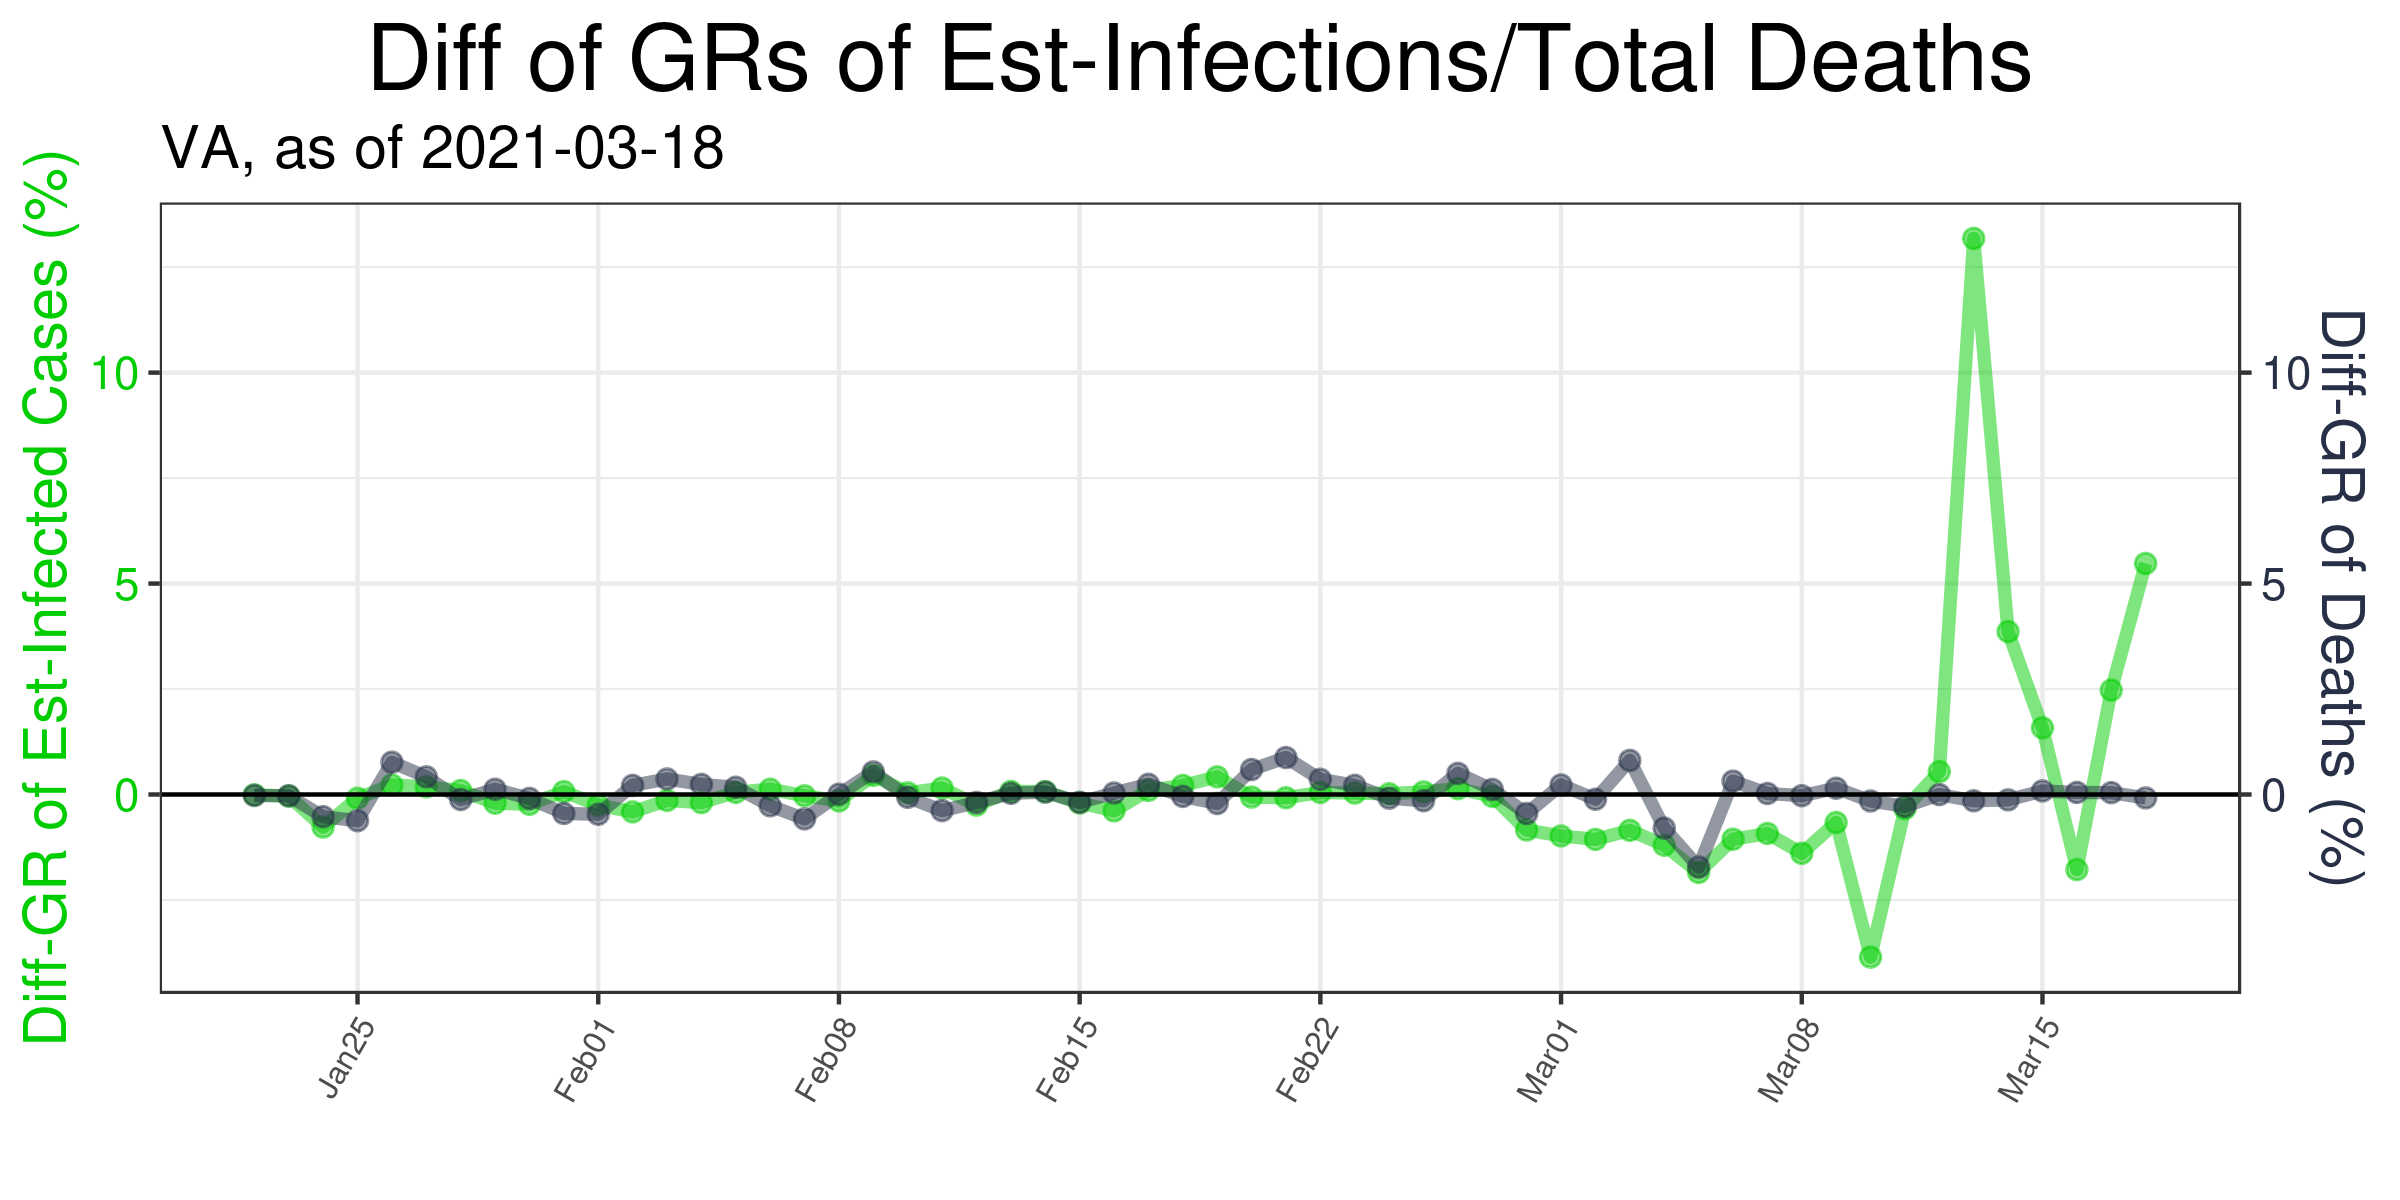 Diff of GRs of Est-Infections/Total Deaths
VA, as of 2021-03-18
Diff-GR of Est-Infected Cases (%)
10
5
0
10
5
0
Diff-GR of Deaths (%)
Jan25
Feb01
Feb08
Feb15
Feb22
Mar01
Mar08
Mar15